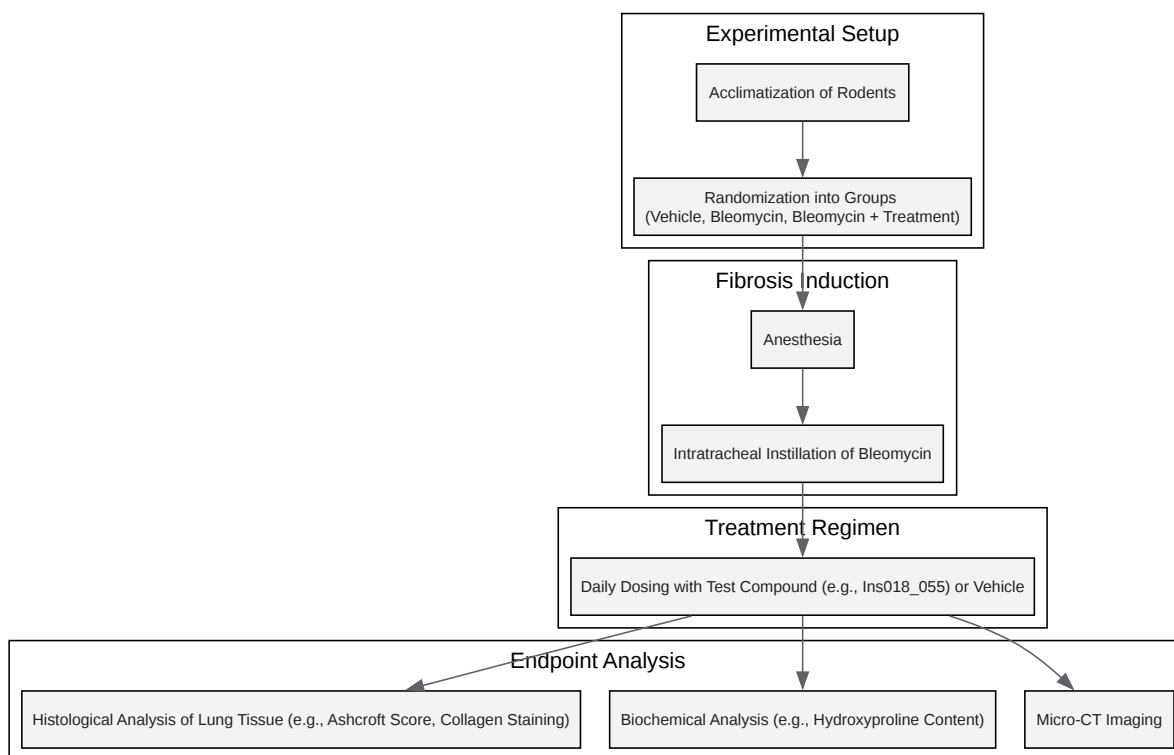 Experimental Setup
Acclimatization of Rodents
Randomization into Groups
(Vehicle, Bleomycin, Bleomycin + Treatment)
Fibrosis Induction
Anesthesia
Intratracheal Instillation of Bleomycin
Treatment Regimen
Daily Dosing with Test Compound (e.g., Ins018_055) or Vehicle
Endpoint Analysis
Histological Analysis of Lung Tissue (e.g., Ashcroft Score, Collagen Staining)
Biochemical Analysis (e.g., Hydroxyproline Content)
Micro-CT Imaging